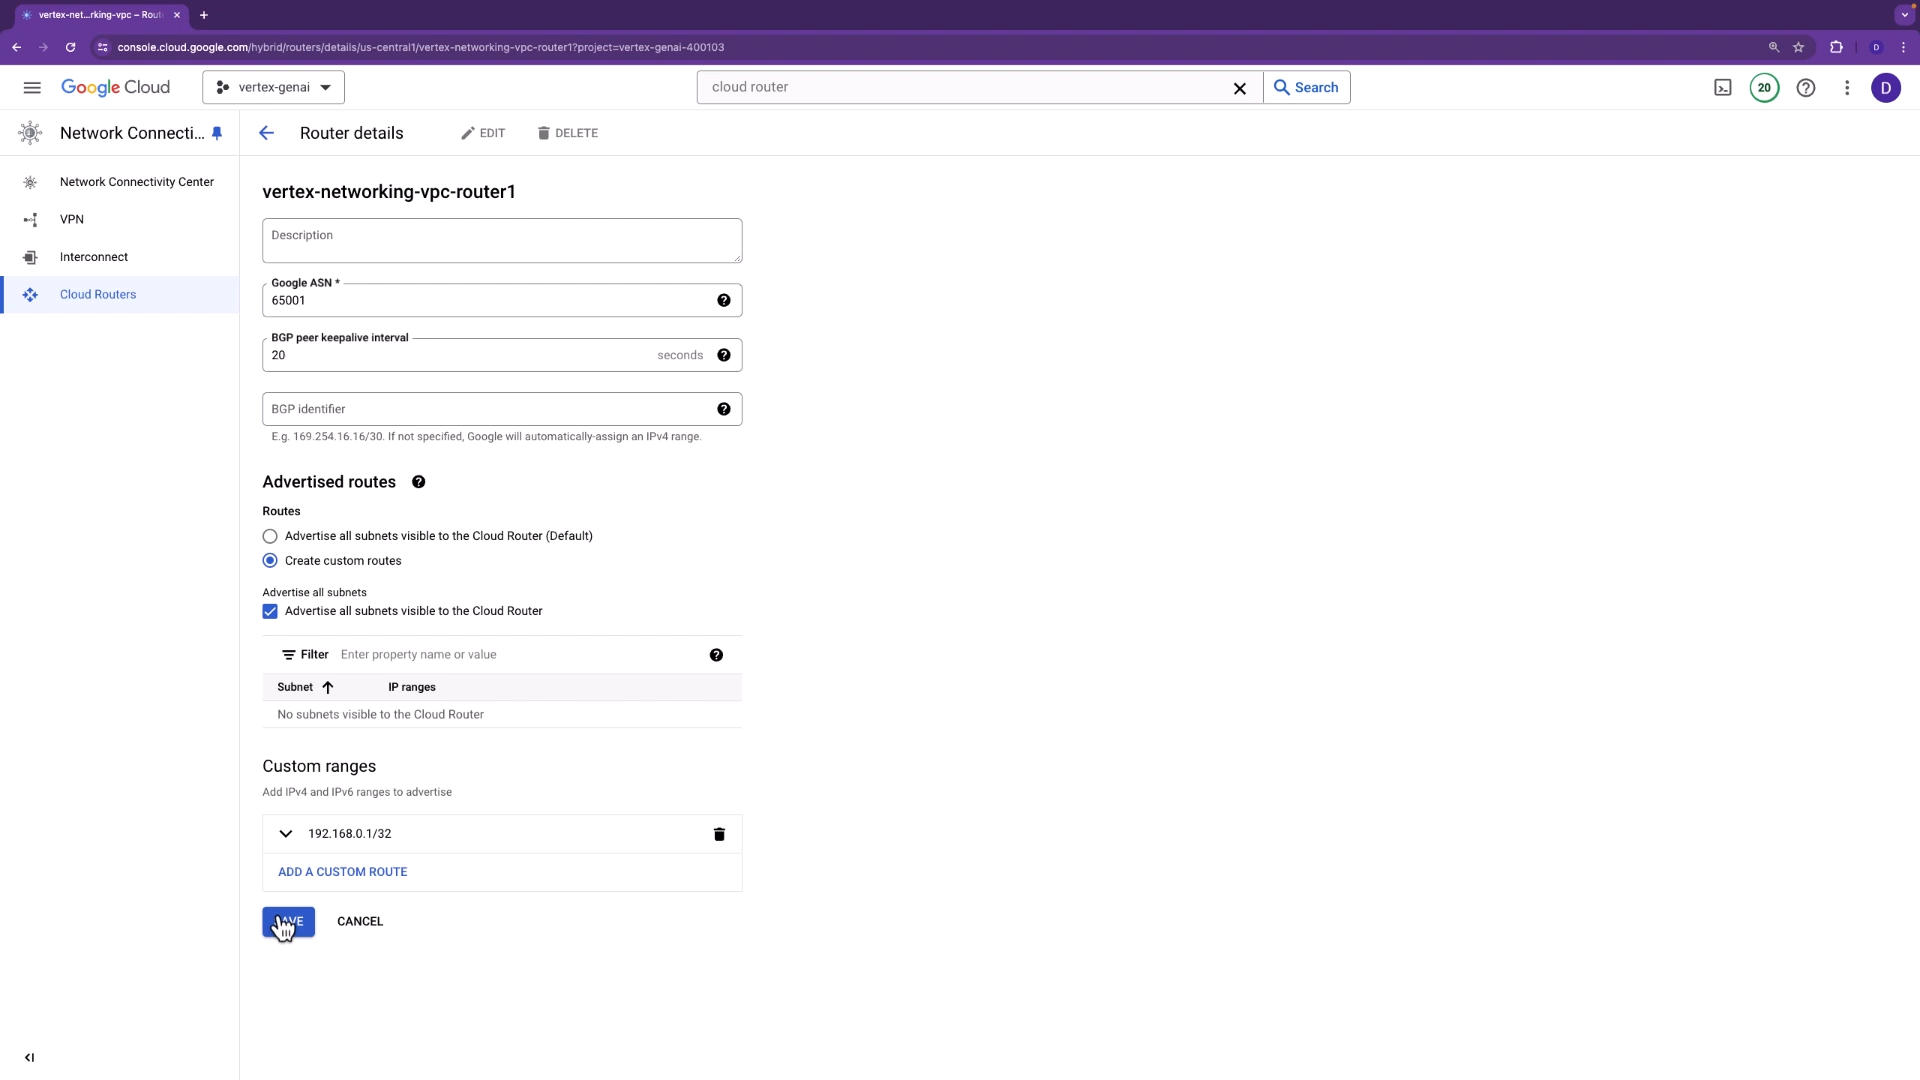 vertex-net...rking-vpc – Rout
console.cloud.google.com/hybrid/routers/details/us-central1/vertex-networking-vpc-router1?project=vertex-genai-400103
D
Google Cloud
vertex-genai
cloud router
Search
20
D
Network Connecti...
Router details
EDIT
DELETE
Network Connectivity Center
VPN
Interconnect
Cloud Routers
vertex-networking-vpc-router1
Description
Google ASN *
65001
BGP peer keepalive interval
20
seconds
BGP identifier
E.g. 169.254.16.16/30. If not specified, Google will automatically-assign an IPv4 range.
Advertised routes
Routes
Advertise all subnets visible to the Cloud Router (Default)
Create custom routes
Advertise all subnets
Advertise all subnets visible to the Cloud Router
Filter Enter property name or value
Subnet IP ranges
No subnets visible to the Cloud Router
Custom ranges
Add IPv4 and IPv6 ranges to advertise
192.168.0.1/32
ADD A CUSTOM ROUTE
CANCEL